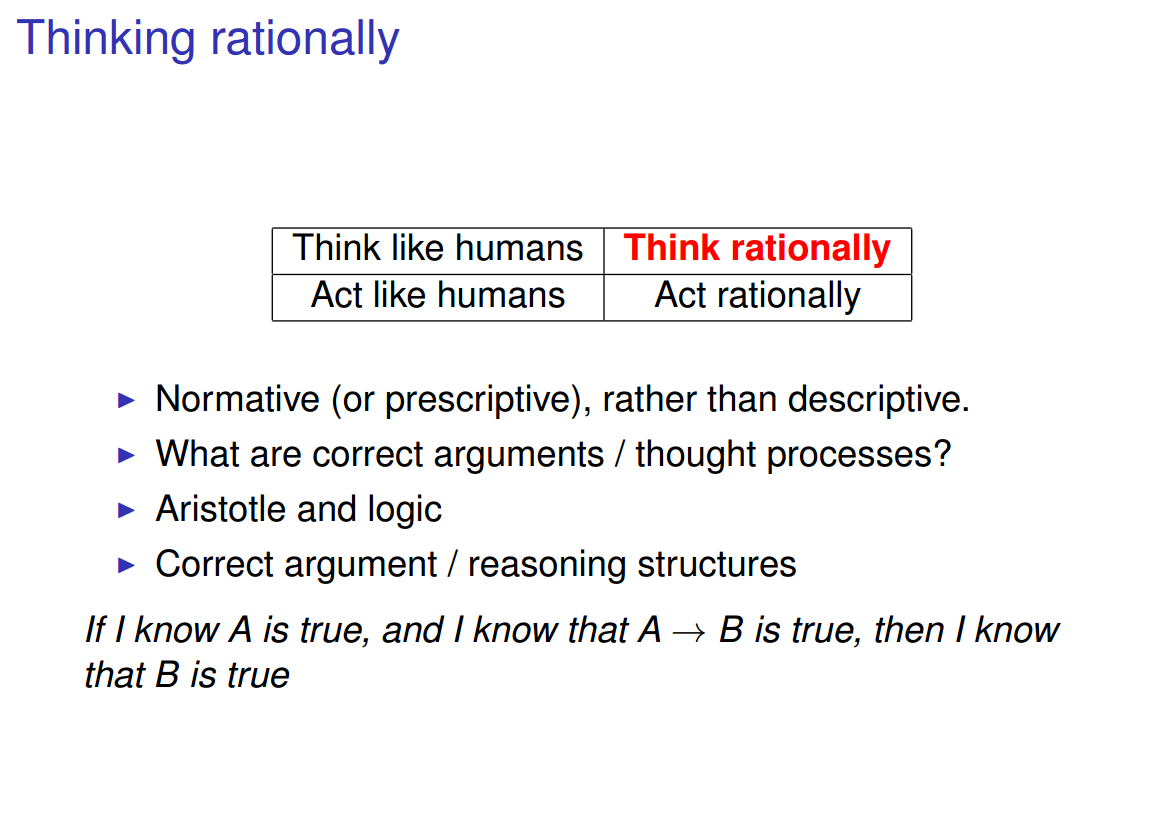 Thinking rationally
Think like humans Think rationally
Act like humans Act rationally
Normative (or prescriptive), rather than descriptive.
What are correct arguments / thought processes?
Aristotle and logic
Correct argument / reasoning structures
If I know A is true, and I know that A → B is true, then I know
that B is true